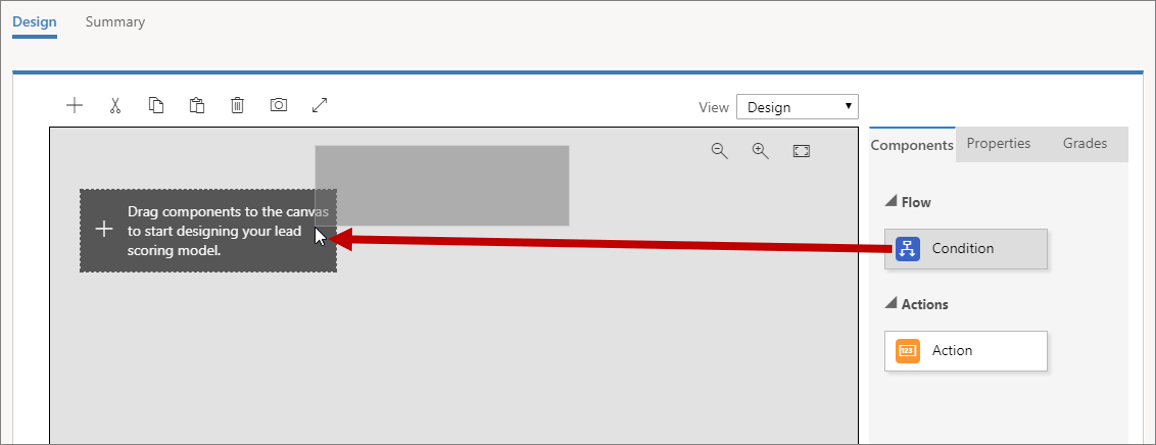 Design Summary
View Design
Components Properties Grades
Drag components to the canvas
to start designing your lead
scoring model.
Flow
Condition
Actions
123
Action